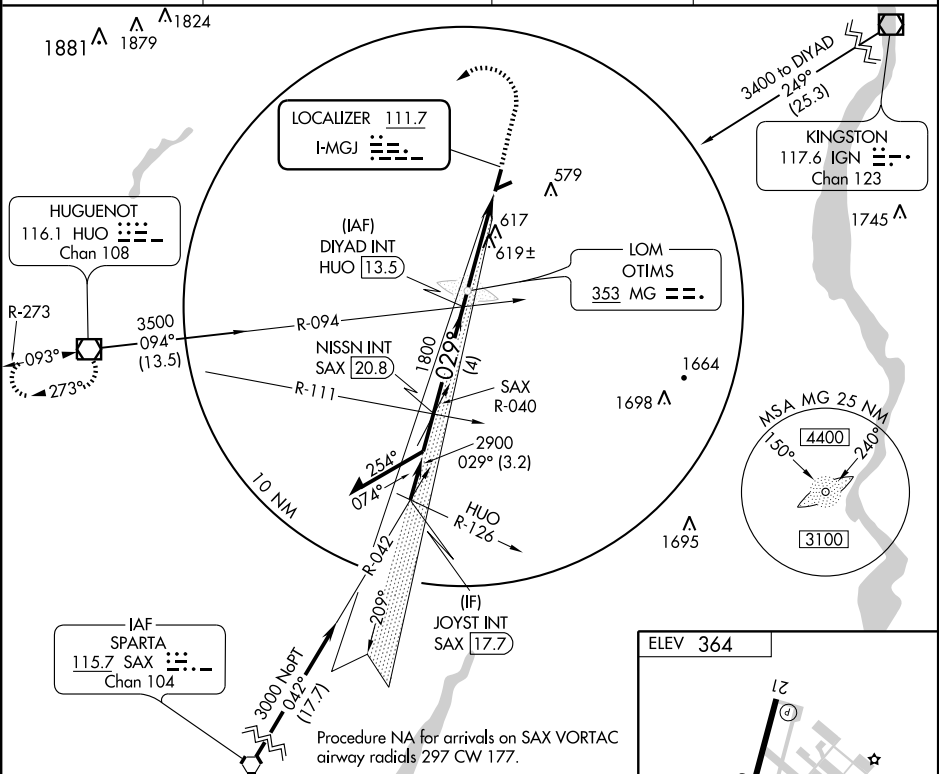 1881
1879
1824
3400 to DIYAD
249°
(25.3)
LOCALIZER 111.7
I-MGJ
KINGSTON
117.6 IGN
Chan 123
579
617
619±
1745
HUGUENOT
116.1 HUO
Chan 108
(IAF)
DIYAD INT
HUO 13.5
LOM
OTIMS
353 MG
R-273
093°
273°
3500
094°
(13.5)
R-094
NISSN INT
SAX 20.8
1800
029°
(4)
R-111
SAX
R-040
1664
1698
MSA MG 25 NM
150°
4400
240°
3100
2900
029° (3.2)
254°
074°
10 NM
HUO
R-126
1695
R-042
209°
(IF)
JOYST INT
SAX 17.7
IAF
SPARTA
115.7 SAX
Chan 104
3000 NoPT
042°
(17.7)
Procedure NA for arrivals on SAX VORTAC
airway radials 297 CW 177.
ELEV 364
21
P